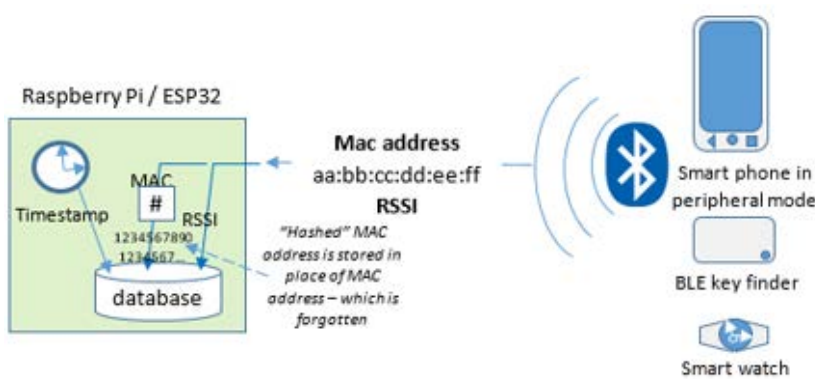 Raspberry Pi / ESP32
Timestamp
MAC
#
RSSI
1234567890
1234567...
database
Mac address
aa:bb:cc:dd:ee:ff
RSSI
"Hashed" MAC
address is stored in
place of MAC
address – which is
forgotten
Smart phone in
peripheral mode
BLE key finder
Smart watch